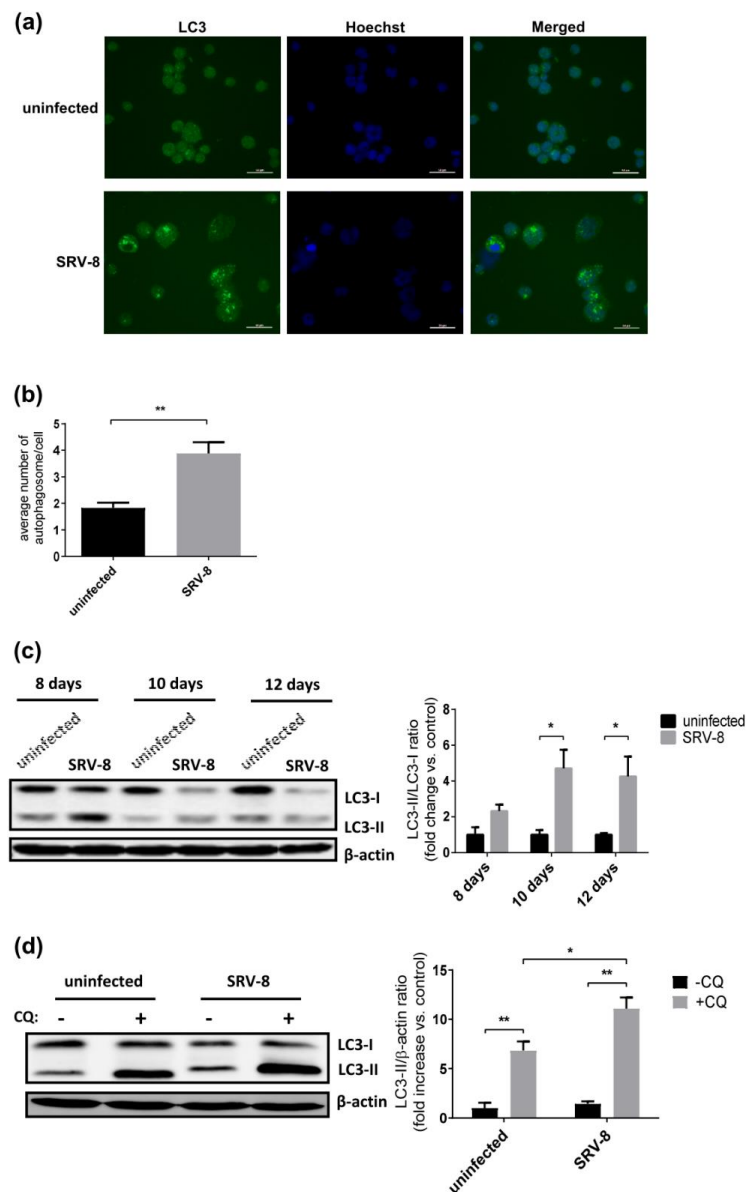 (a)
LC3 Hoechst Merged
uninfected
SRV-8
(b)
**
average number of
autophagosome/cell
5
4
3
2
1
0
uninfected SRV-8
(c)
8 days 10 days 12 days
uninfected uninfected uninfected
SRV-8 SRV-8 SRV-8
LC3-I
LC3-II
β-actin
LC3-II/LC3-I ratio
(fold change vs. control)
8
6
4
2
0
* *
8 days 10 days 12 days
uninfected
SRV-8
(d)
uninfected SRV-8
CQ: - + - +
LC3-I
LC3-II
β-actin
LC3-II/β-actin ratio
(fold increase vs. control)
15
10
5
0
*
** **
uninfected SRV-8
-CQ
+CQ